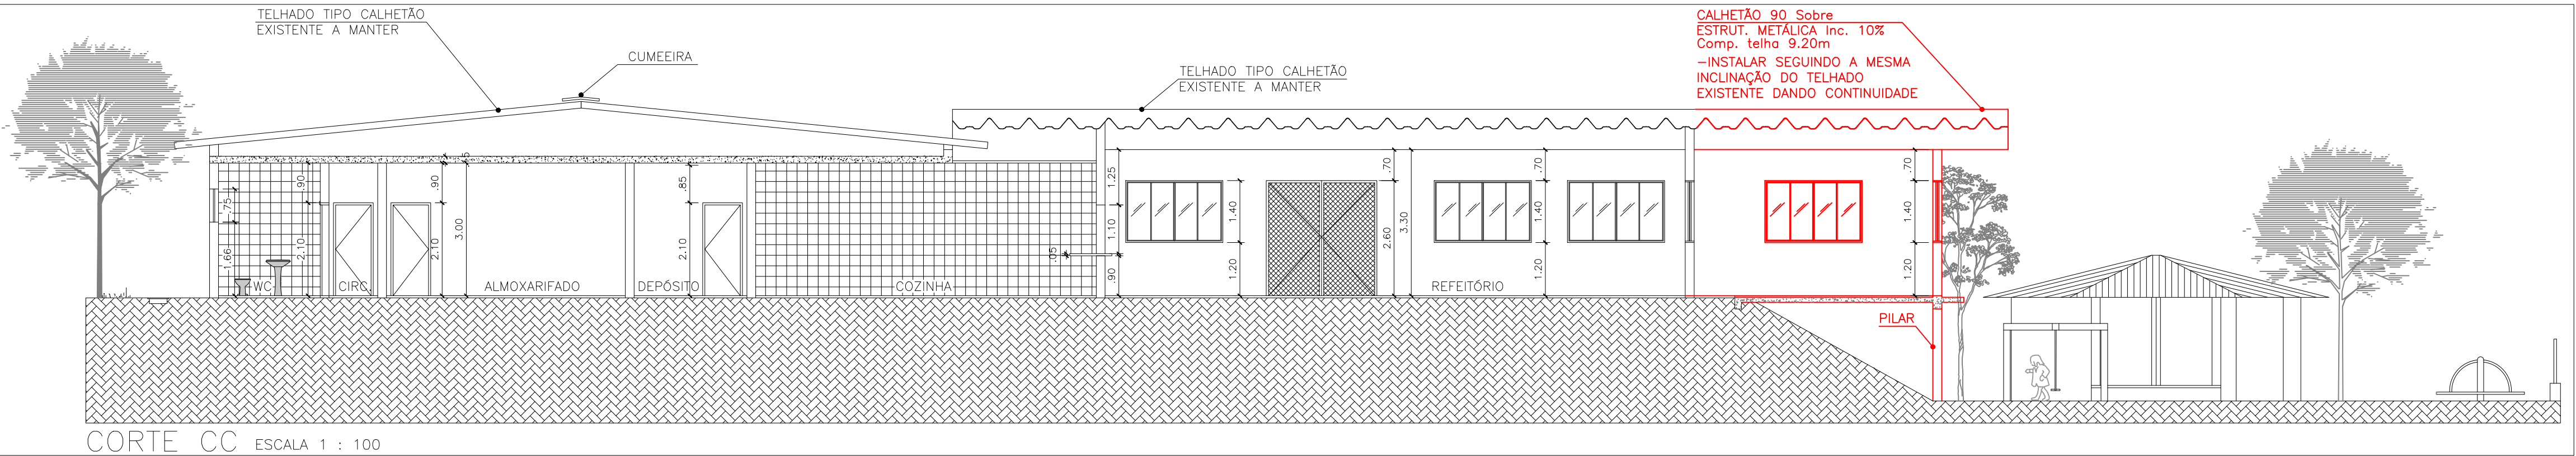 TELHADO TIPO CALHETÃO
EXISTENTE A MANTER
CUMEEIRA
TELHADO TIPO CALHETÃO
EXISTENTE A MANTER
CALHETÃO 90 Sobre
ESTRUT. METÁLICA Inc. 10%
Comp. telha 9.20m
-INSTALAR SEGUINDO A MESMA
INCLINAÇÃO DO TELHADO
EXISTENTE DANDO CONTINUIDADE
.75
1.66
.90
2.10
.90
2.10
3.00
.85
2.10
.05
1.25
1.10
.90
1.40
1.20
.70
2.60
3.30
.70
1.40
1.20
.70
1.40
1.20
WC
CIRC.
ALMOXARIFADO
DEPÓSITO
COZINHA
REFEITÓRIO
PILAR
CORTE CC ESCALA 1 : 100